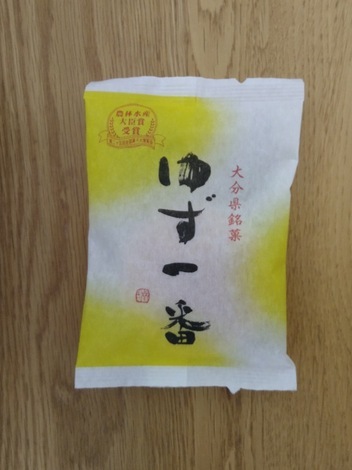 農林水産
大臣賞
受賞
大分県銘菓
ゆず一番